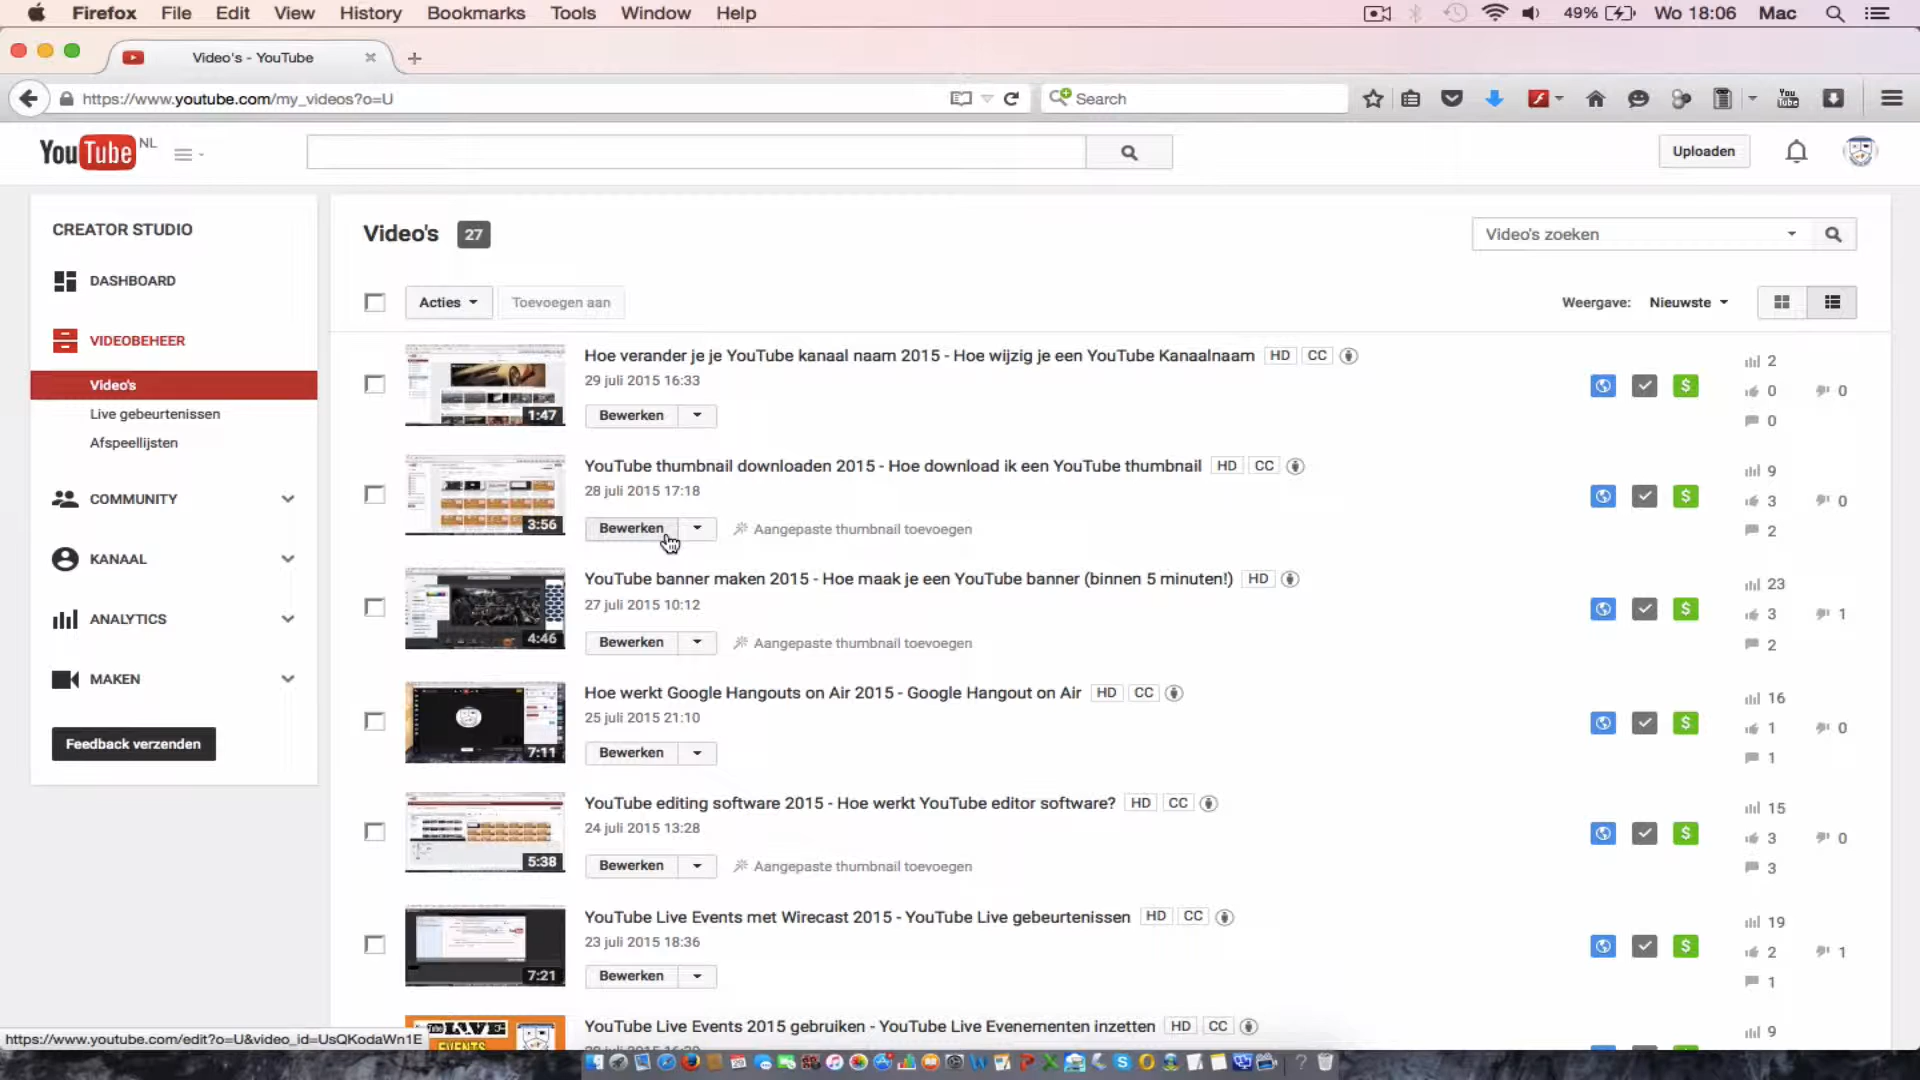 Firefox File Edit View History Bookmarks Tools Window Help 49% Wo 18:06 Mac
Video's - YouTube
https://www.youtube.com/my_videos?o=U Search
YouTube NL Uploaden
CREATOR STUDIO
DASHBOARD
VIDEOBEHEER
Video's
Live gebeurtenissen
Afspeellijsten
COMMUNITY
KANAAL
ANALYTICS
MAKEN
Feedback verzenden
Video's 27 Video's zoeken
Acties Toevoegen aan Weergave: Nieuwste
Hoe verander je je YouTube kanaal naam 2015 - Hoe wijzig je een YouTube Kanaalnaam HD CC
29 juli 2015 16:33
1:47
Bewerken
2
0 0
0
YouTube thumbnail downloaden 2015 - Hoe download ik een YouTube thumbnail HD CC
28 juli 2015 17:18
3:56
Bewerken Aangepaste thumbnail toevoegen
9
3 0
2
YouTube banner maken 2015 - Hoe maak je een YouTube banner (binnen 5 minuten!) HD
27 juli 2015 10:12
4:46
Bewerken Aangepaste thumbnail toevoegen
23
3 1
2
Hoe werkt Google Hangouts on Air 2015 - Google Hangout on Air HD CC
25 juli 2015 21:10
7:11
Bewerken
16
1 0
1
YouTube editing software 2015 - Hoe werkt YouTube editor software? HD CC
24 juli 2015 13:28
5:38
Bewerken Aangepaste thumbnail toevoegen
15
3 0
3
YouTube Live Events met Wirecast 2015 - YouTube Live gebeurtenissen HD CC
23 juli 2015 18:36
7:21
Bewerken
19
2 1
1
YouTube Live Events 2015 gebruiken - YouTube Live Evenementen inzetten HD CC
9
LIVE
EVENTS
https://www.youtube.com/edit?o=U&video_id=UsQKodaWn1E